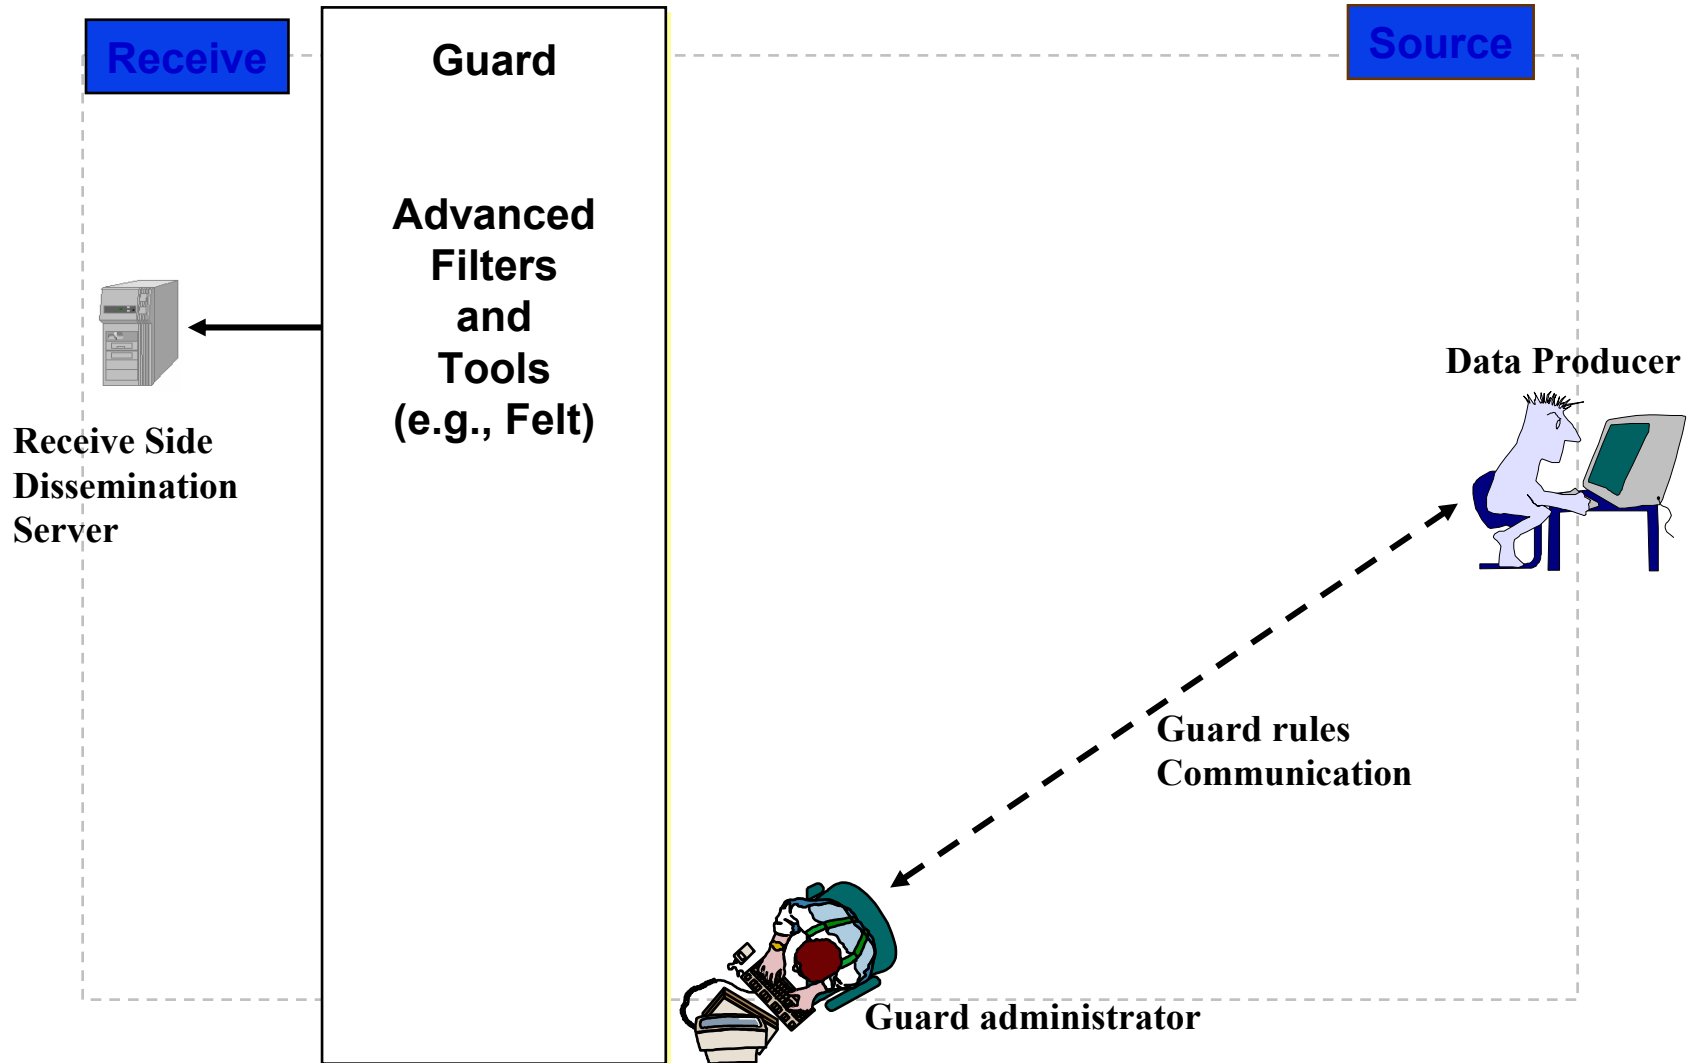 Receive
Guard
Source
Advanced
Filters
and
Tools
(e.g., Felt)
Data Producer
Receive Side
Dissemination
Server
Guard rules
Communication
Guard administrator